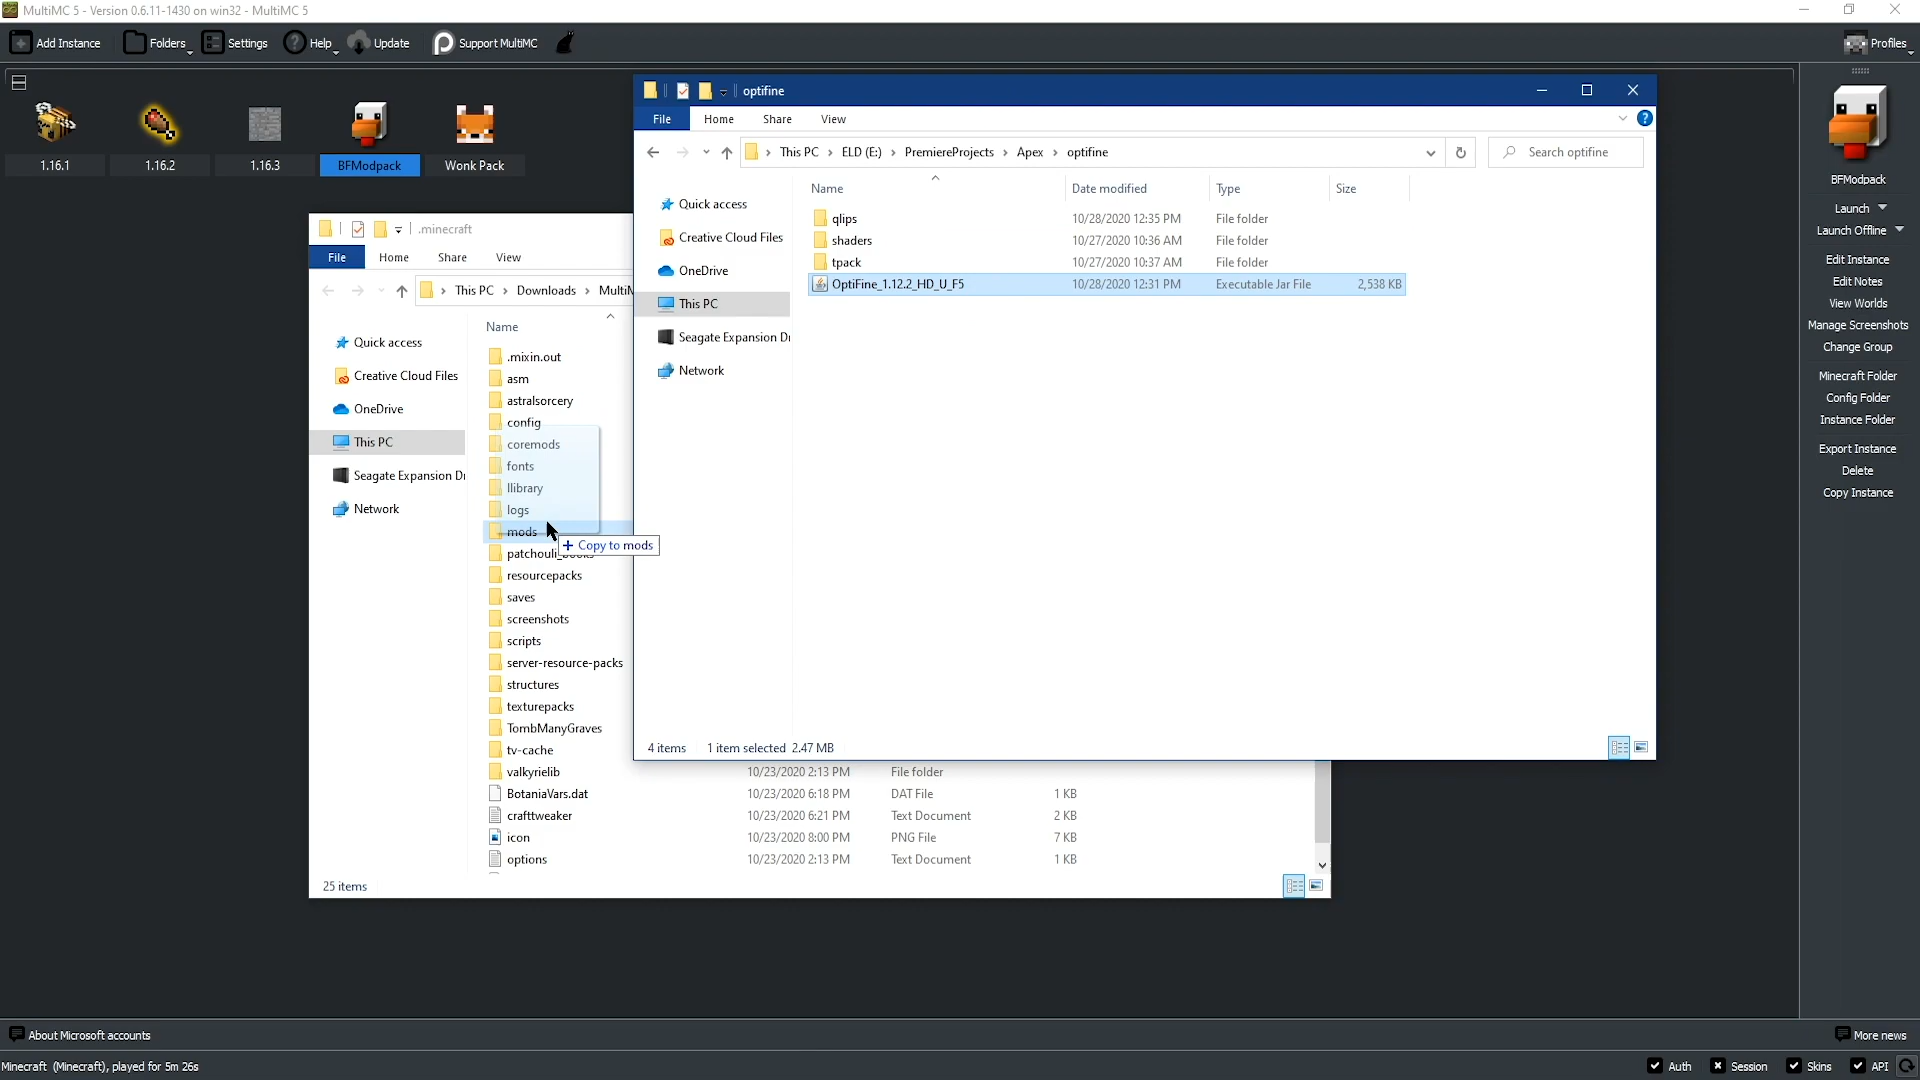 MultiMC 5 - Version 0.6.11-1430 on win32 - MultiMC 5
Add Instance Folders Settings Help Update Support MultiMC Profiles
1.16.1 1.16.2 1.16.3 BFModpack Wonk Pack
optifine
File Home Share View
This PC › ELD (E:) › PremiereProjects › Apex › optifine
Search optifine
Name Date modified Type Size
Quick access
Creative Cloud Files
OneDrive
This PC
Seagate Expansion Dr
Network
qlips 10/28/2020 12:35 PM File folder
shaders 10/27/2020 10:36 AM File folder
tpack 10/27/2020 10:37 AM File folder
OptiFine_1.12.2_HD_U_F5 10/28/2020 12:31 PM Executable Jar File 2,538 KB
4 items 1 item selected 2.47 MB
.minecraft
File Home Share View
This PC › Downloads › MultiM
Name
Quick access
Creative Cloud Files
OneDrive
This PC
Seagate Expansion Dr
Network
.mixin.out
asm
astralsorcery
config
coremods
fonts
llibrary
logs
mods
+ Copy to mods
patchouli_books
resourcepacks
saves
screenshots
scripts
server-resource-packs
structures
texturepacks
TombManyGraves
tv-cache
valkyrielib 10/23/2020 2:13 PM File folder
BotaniaVars.dat 10/23/2020 6:18 PM DAT File 1 KB
crafttweaker 10/23/2020 6:21 PM Text Document 2 KB
icon 10/23/2020 8:00 PM PNG File 7 KB
options 10/23/2020 2:13 PM Text Document 1 KB
25 items
BFModpack
Launch
Launch Offline
Edit Instance
Edit Notes
View Worlds
Manage Screenshots
Change Group
Minecraft Folder
Config Folder
Instance Folder
Export Instance
Delete
Copy Instance
About Microsoft accounts More news
Minecraft (Minecraft), played for 5m 26s Auth Session Skins API